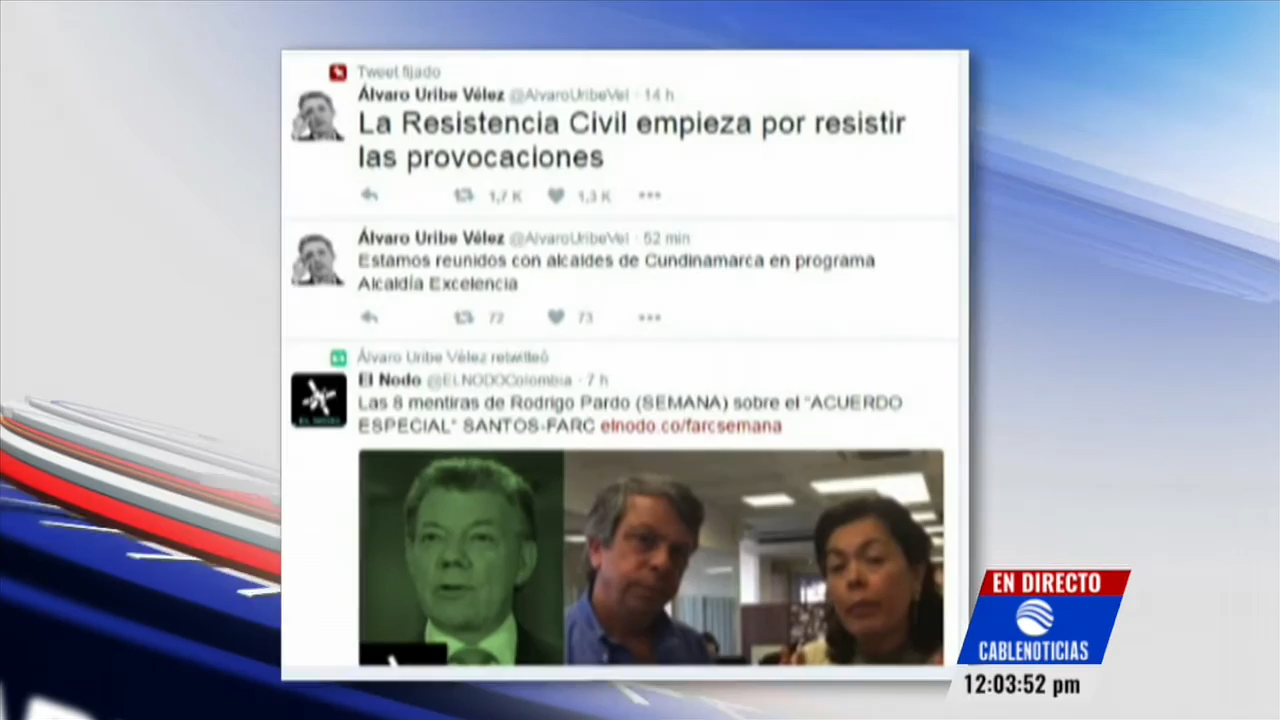 Tweet fijado
Álvaro Uribe Vélez @AlvaroUribeVel · 14 h
La Resistencia Civil empieza por resistir
las provocaciones
1,7 K 1,3 K
Álvaro Uribe Vélez @AlvaroUribeVel · 52 min
Estamos reunidos con alcaldes de Cundinamarca en programa
Alcaldía Excelencia
72 73
Álvaro Uribe Vélez retwitteó
El Nodo @ELNODOColombia · 7 h
EL NODO
Las 8 mentiras de Rodrigo Pardo (SEMANA) sobre el "ACUERDO
ESPECIAL" SANTOS-FARC elnodo.co/farcsemana
EN DIRECTO
CABLENOTICIAS
12:03:52 pm